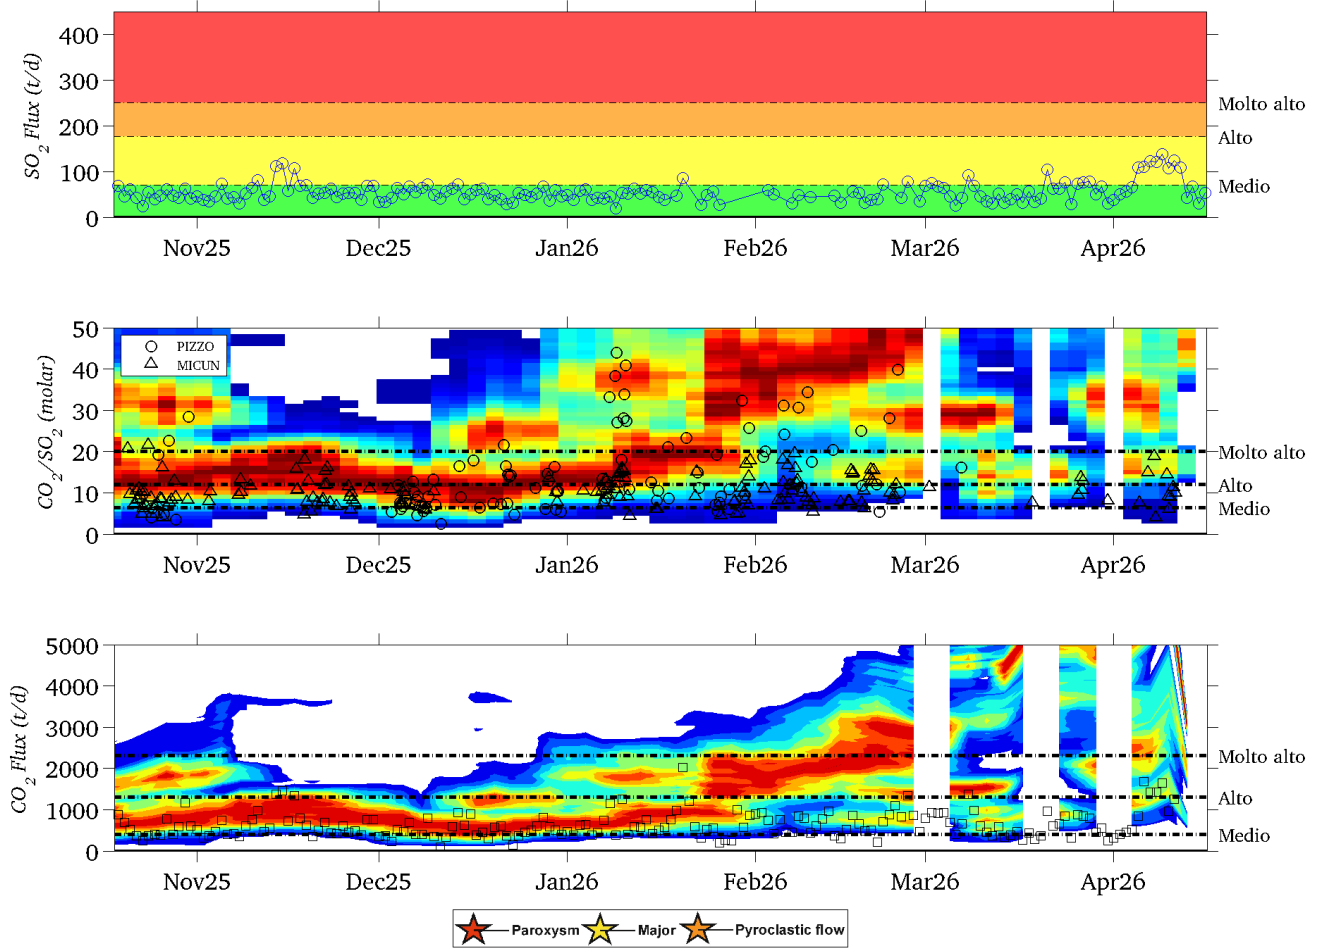 SO2 Flux (t/d)
400
300
200
100
0
Molto alto
Alto
Medio
Nov25 Dec25 Jan26 Feb26 Mar26 Apr26
CO2/SO2 (molar)
50
40
30
20
10
0
PIZZO
MICUN
Molto alto
Alto
Medio
Nov25 Dec25 Jan26 Feb26 Mar26 Apr26
CO2 Flux (t/d)
5000
4000
3000
2000
1000
0
Molto alto
Alto
Medio
Nov25 Dec25 Jan26 Feb26 Mar26 Apr26
Paroxysm Major Pyroclastic flow